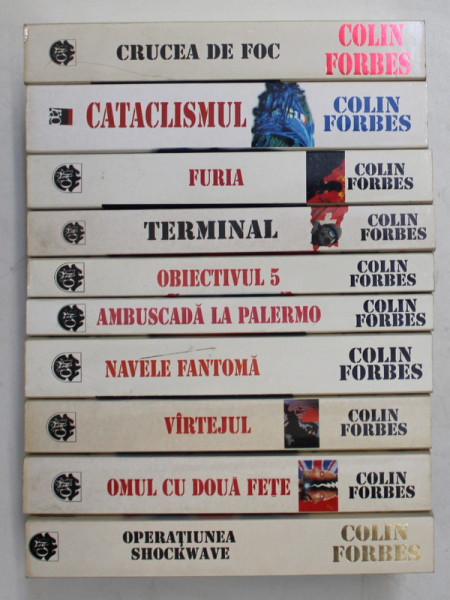 CRUCEA DE FOC
COLIN
FORBES
CATACLISMUL
COLIN
FORBES
FURIA
COLIN
FORBES
TERMINAL
COLIN
FORBES
OBIECTIVUL 5
COLIN
FORBES
AMBUSCADĂ LA PALERMO
COLIN
FORBES
NAVELE FANTOMĂ
COLIN
FORBES
VÎRTEJUL
COLIN
FORBES
OMUL CU DOUĂ FEȚE
COLIN
FORBES
OPERAȚIUNEA
SHOCKWAVE
COLIN
FORBES